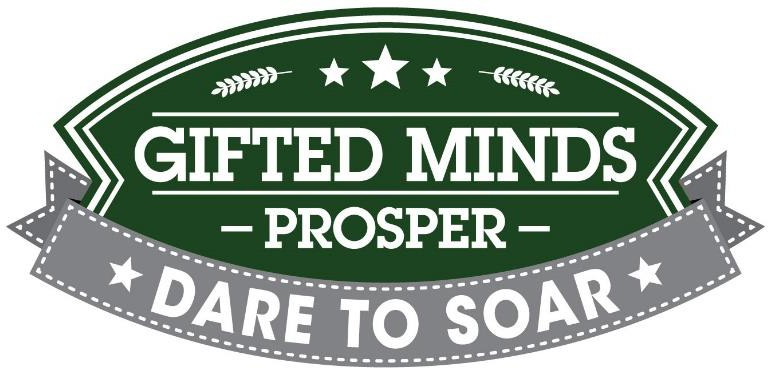 GIFTED MINDS
– PROSPER –
DARE TO SOAR